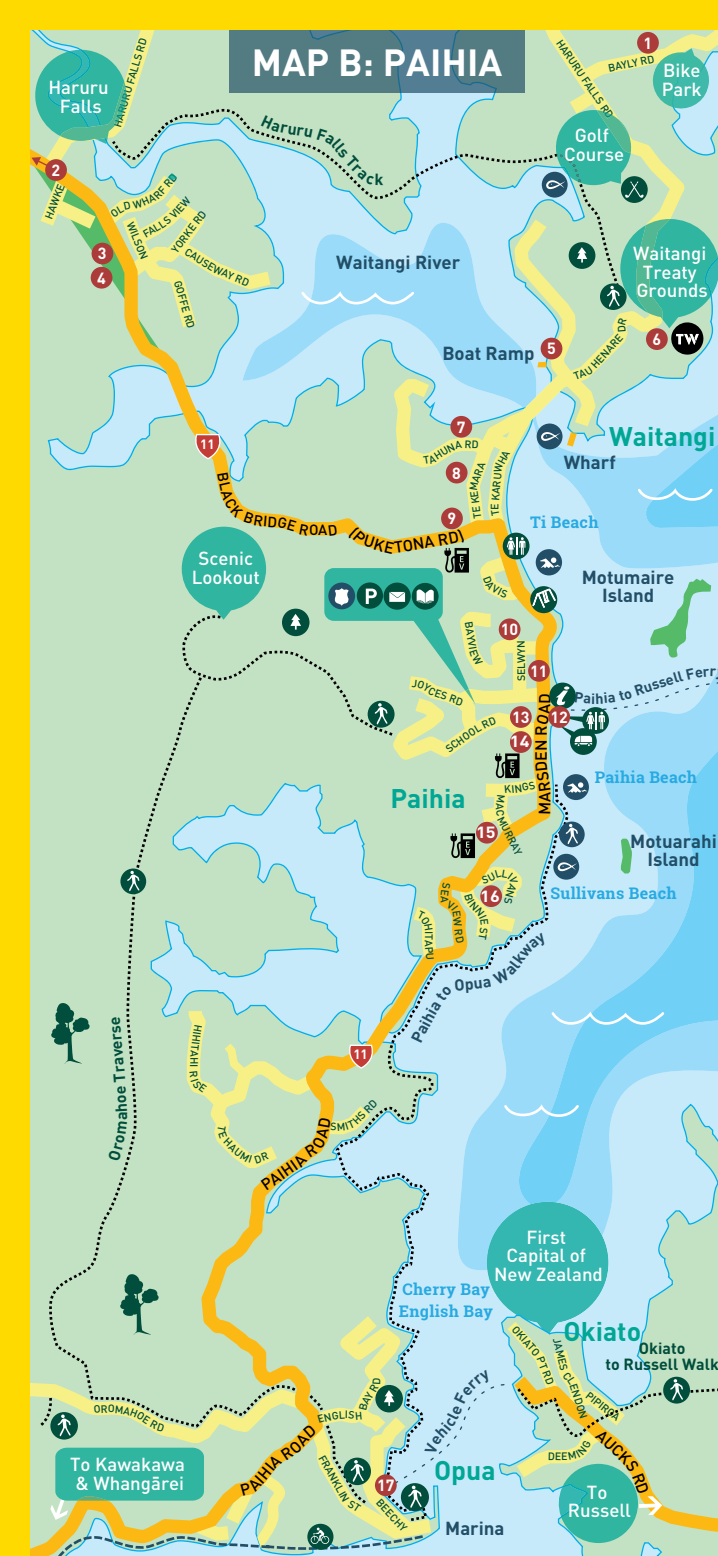 MAP B: PAIHIA
1
BAYLY RD
HARURU FALLS RD
Bike
Park
Haruru
Falls
HARURU FALLS RD
Haruru Falls Track
Golf
Course
2
HAWKE
OLD WHARF RD
FALLS VIEW
WILSON
YORKE RD
CAUSEWAY RD
GOFFE RD
3
4
Waitangi River
Waitangi
Treaty
Grounds
6
TW
TAU HENARE DR
5
Boat Ramp
7
TAHUNA RD
8
TE KEMARA
TE KARUWHA
Waitangi
Wharf
11
BLACK BRIDGE ROAD (PUKETONA RD)
9
EV
Ti Beach
Scenic
Lookout
P
DAVIS
Motumaire
Island
10
BAYVIEW
SELWYN
11
JOYCES RD
i
Paihia to Russell Ferry
SCHOOL RD
13
12
14
EV
MARSDEN ROAD
KINGS
Paihia
Paihia Beach
MACMURRAY
15
EV
Motuarahi
Island
SULLIVANS
16
BINNIE ST
Sullivans Beach
SEAVIEW RD
TOHITAPU
Paihia to Opua Walkway
Oromahoe Traverse
HIHITAHI RISE
11
SMITHS RD
TE HAUMI DR
PAIHIA ROAD
First
Capital of
New Zealand
Cherry Bay
English Bay
Okiato
OKIATO PT RD
JAMES CLENDON
PIPIROA
Okiato
to Russell Walk
OROMAHOE RD
ENGLISH
BAY RD
Vehicle Ferry
AUCKS RD
DEEMING
PAIHIA ROAD
FRANKLIN ST
To Kawakawa
& Whangārei
17
BEECHY
Opua
To
Russell
Marina